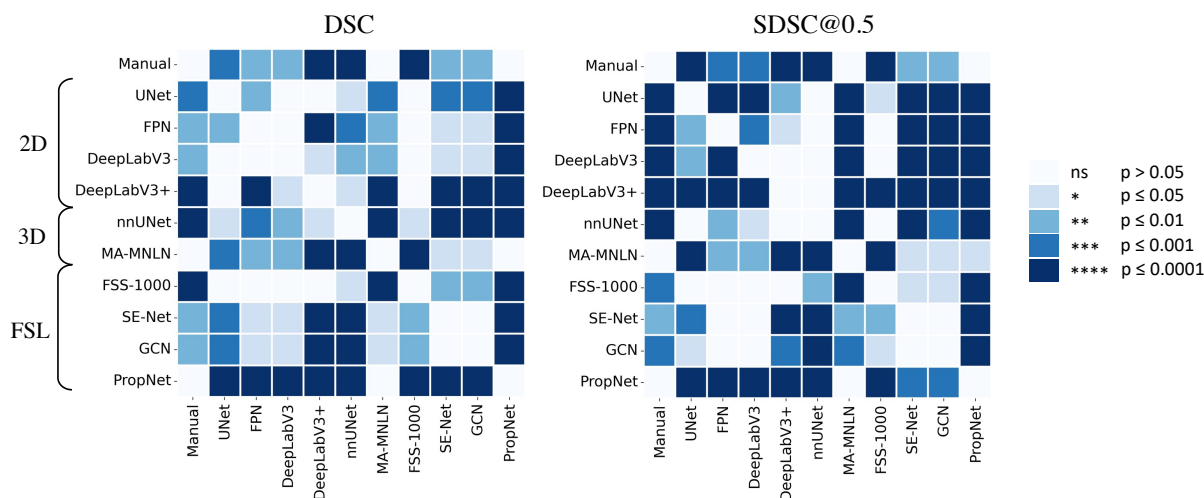 DSC
SDSC@0.5
Manual
UNet
FPN
DeepLabV3
DeepLabV3+
nnUNet
MA-MNLN
FSS-1000
SE-Net
GCN
PropNet
2D
3D
FSL
Manual
UNet
FPN
DeepLabV3
DeepLabV3+
nnUNet
MA-MNLN
FSS-1000
SE-Net
GCN
PropNet
Manual
UNet
FPN
DeepLabV3
DeepLabV3+
nnUNet
MA-MNLN
FSS-1000
SE-Net
GCN
PropNet
Manual
UNet
FPN
DeepLabV3
DeepLabV3+
nnUNet
MA-MNLN
FSS-1000
SE-Net
GCN
PropNet
ns p > 0.05
* p ≤ 0.05
** p ≤ 0.01
*** p ≤ 0.001
**** p ≤ 0.0001